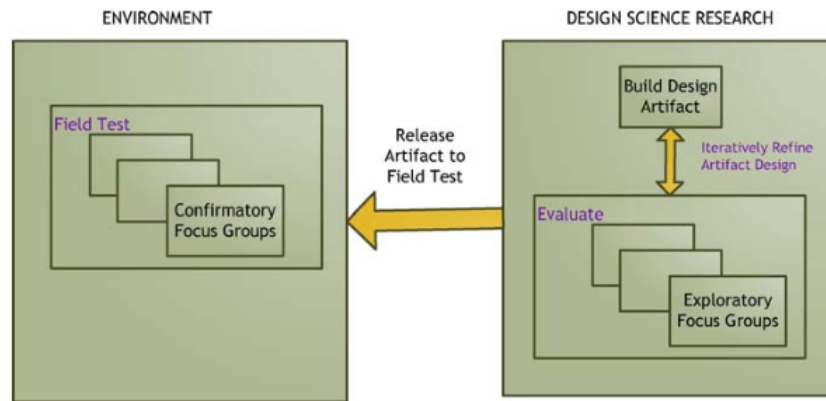 ENVIRONMENT
Field Test
Confirmatory
Focus Groups
Release
Artifact to
Field Test
DESIGN SCIENCE RESEARCH
Build Design
Artifact
Iteratively Refine
Artifact Design
Evaluate
Exploratory
Focus Groups